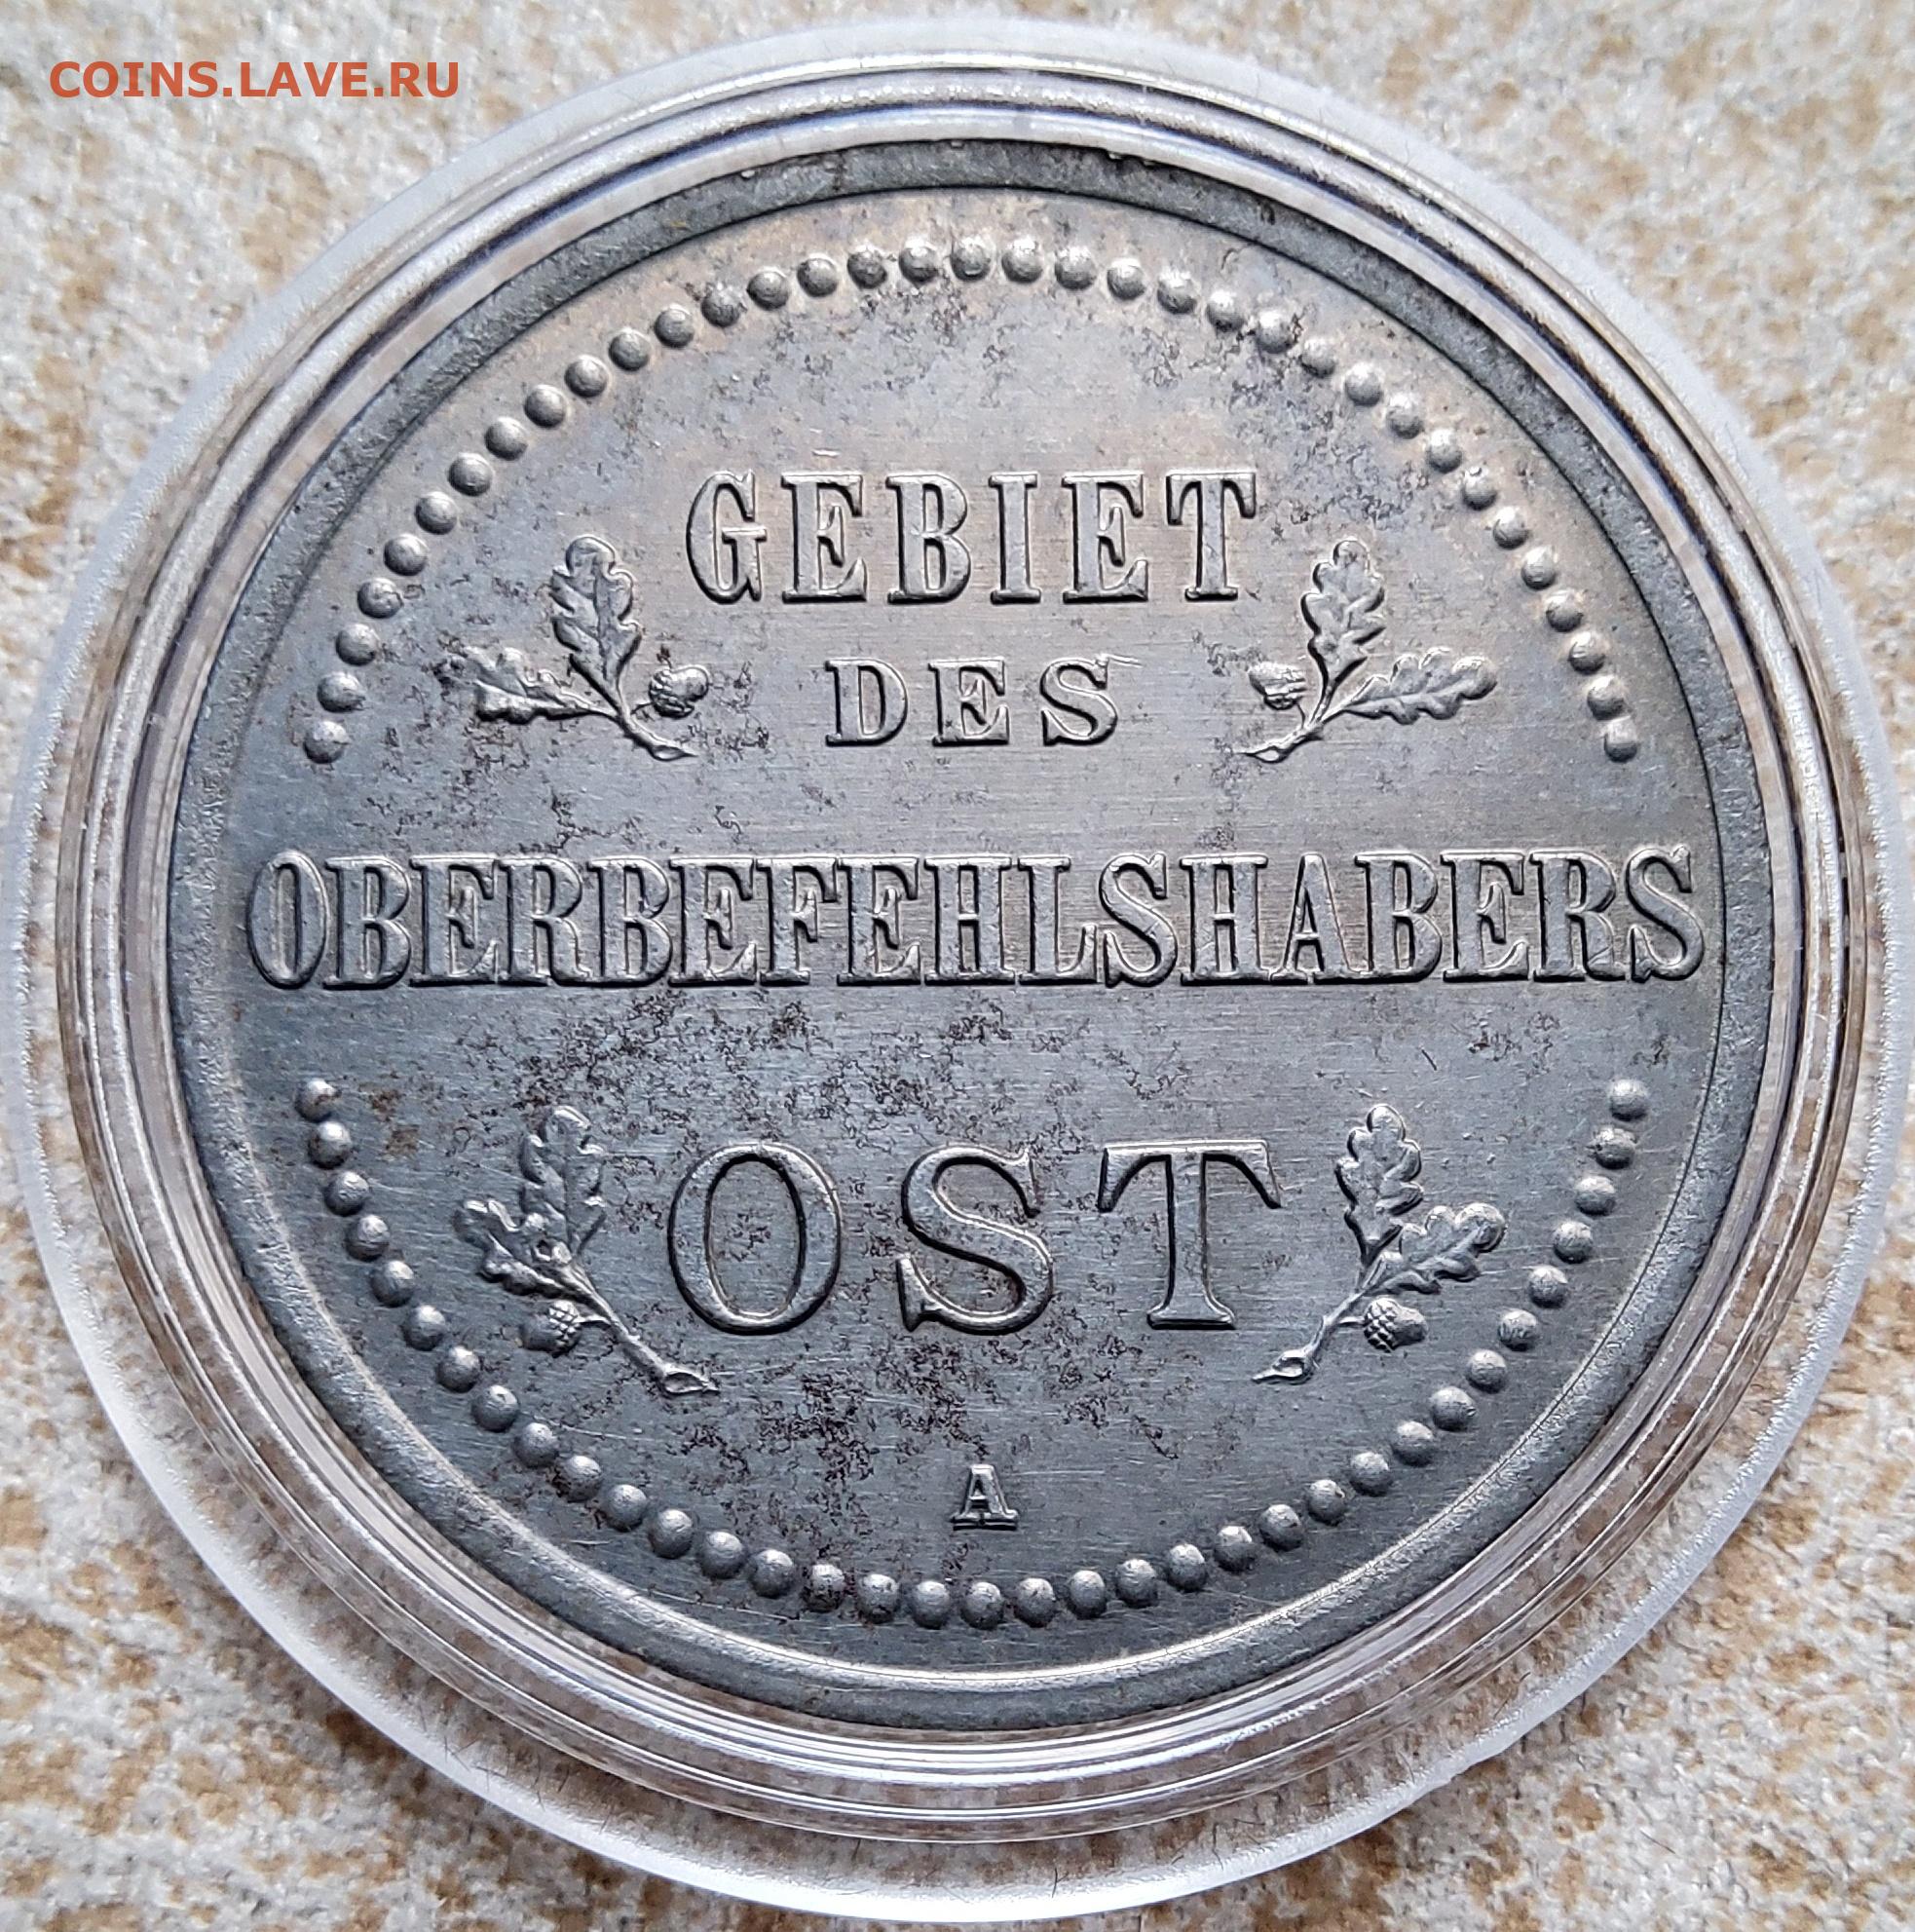 COINS.LAVE.RU
GEBIET
DES
OBERBEFEHLSHABERS
OST
A